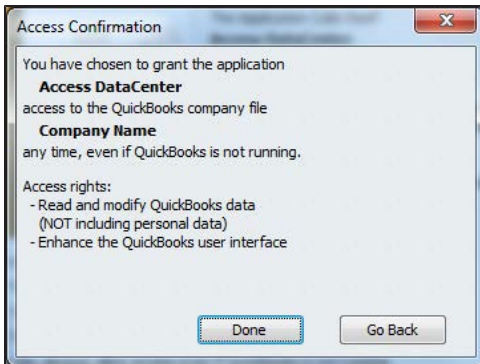 Access Confirmation
You have chosen to grant the application
Access DataCenter
access to the QuickBooks company file
Company Name
any time, even if QuickBooks is not running.
Access rights:
- Read and modify QuickBooks data
(NOT including personal data)
- Enhance the QuickBooks user interface
Done
Go Back